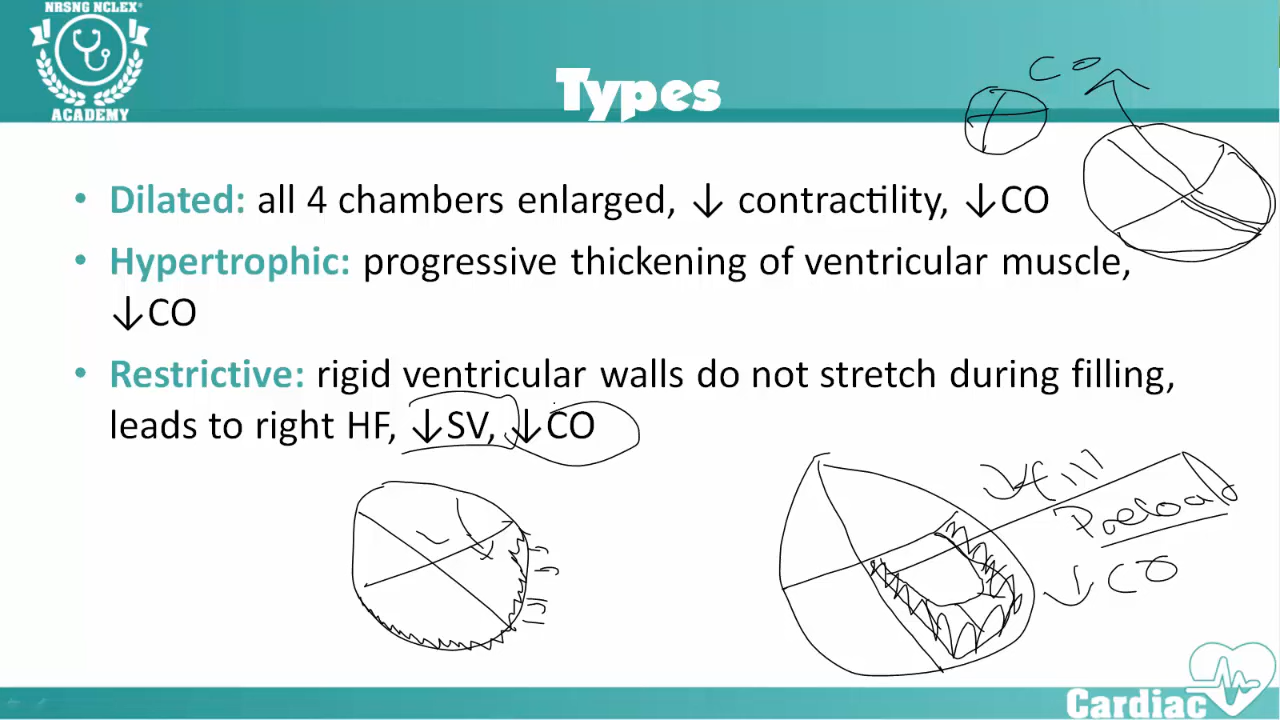 NRSNG NCLEX®
ACADEMY
Types
CO
• Dilated: all 4 chambers enlarged, ↓ contractility, ↓CO
• Hypertrophic: progressive thickening of ventricular muscle,
↓CO
• Restrictive: rigid ventricular walls do not stretch during filling,
leads to right HF, ↓SV, ↓CO
↓fill
Preload
↓CO
Cardiac